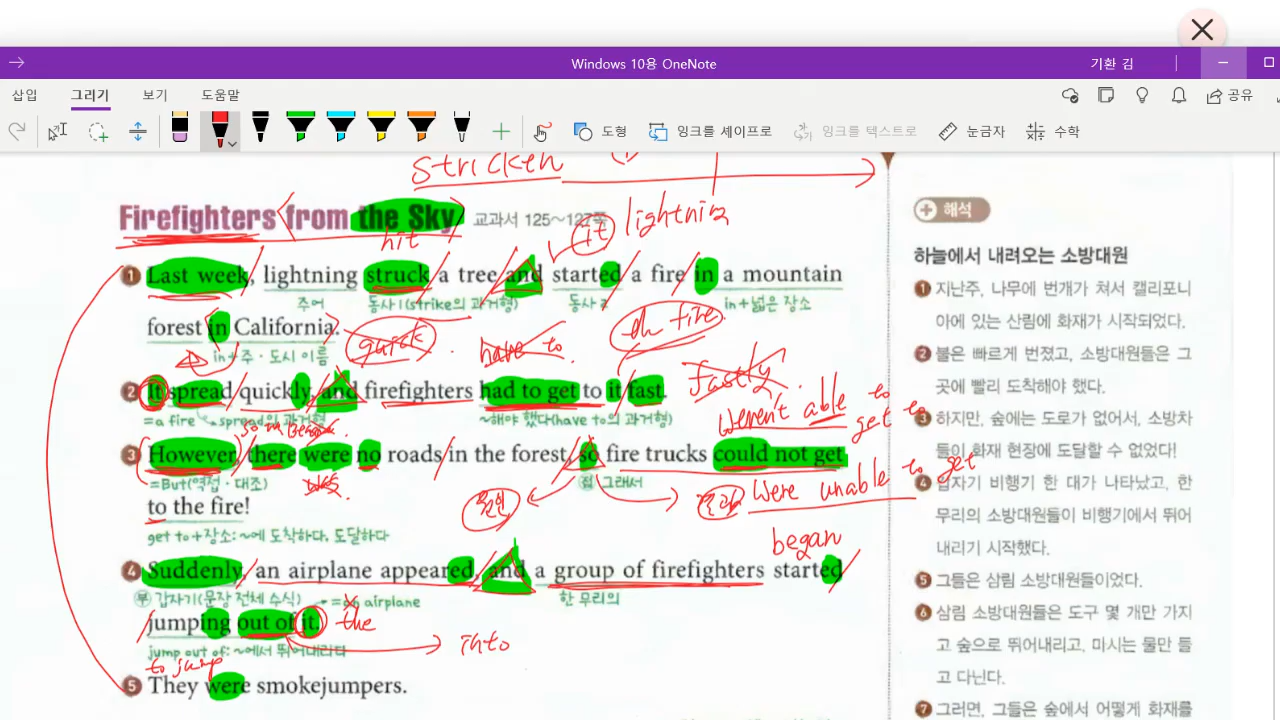 Windows 10용 OneNote
기환 김
삽입 그리기 보기 도움말
공유
도형 잉크를 셰이프로 잉크를 텍스트로 눈금자 수학
stricken
Firefighters from the Sky 교과서 125~127쪽
it lightning
hit
① Last week, lightning struck a tree and started a fire in a mountain
주어 동사1(strike의 과거형) 동사2 in+넓은 장소
forest in California.
quick have to the fire
in+주·도시 이름
fastly
② It spread quickly, and firefighters had to get to it fast.
=a fire spread의 과거형 ~해야 했다(have to의 과거형)
weren't able to
get to
③ However, there were no roads in the forest, so fire trucks could not get
=But(역접·대조) was 접 그래서
원인 결과 were unable to get
to the fire!
get to+장소: ~에 도착하다, 도달하다
began
④ Suddenly, an airplane appeared, and a group of firefighters started
부 갑자기(문장 전체 수식) =an airplane 한 무리의
jumping out of it. the
jump out of: ~에서 뛰어내리다 into
to jump
⑤ They were smokejumpers.
해석
하늘에서 내려오는 소방대원
① 지난주, 나무에 번개가 쳐서 캘리포니
아에 있는 산림에 화재가 시작되었다.
② 불은 빠르게 번졌고, 소방대원들은 그
곳에 빨리 도착해야 했다.
③ 하지만, 숲에는 도로가 없어서, 소방차
들이 화재 현장에 도달할 수 없었다!
④ 갑자기 비행기 한 대가 나타났고, 한
무리의 소방대원들이 비행기에서 뛰어
내리기 시작했다.
⑤ 그들은 삼림 소방대원들이었다.
⑥ 삼림 소방대원들은 도구 몇 개만 가지
고 숲으로 뛰어내리고, 마시는 물만 들
고 다닌다.
⑦ 그러면, 그들은 숲에서 어떻게 화재를